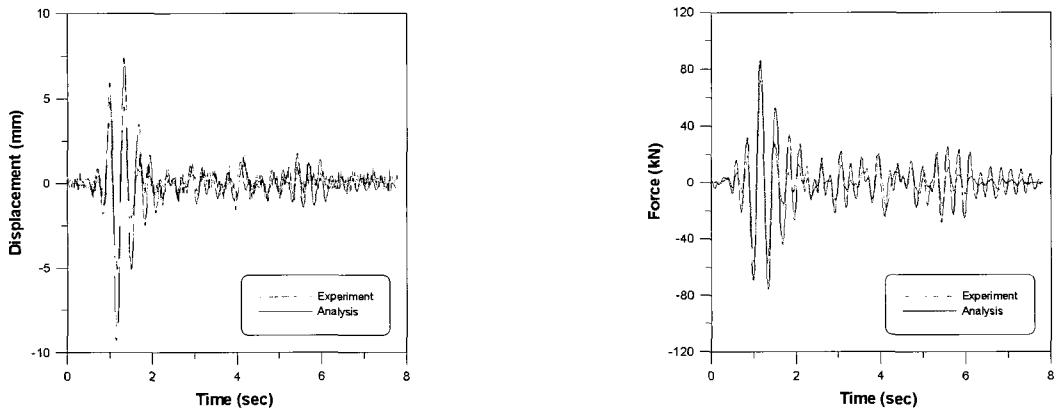 10
5
0
-5
-10
Displacement (mm)
Experiment
Analysis
0 2 4 6 8
Time (sec)
120
80
40
0
-40
-80
-120
Force (kN)
Experiment
Analysis
0 2 4 6 8
Time (sec)